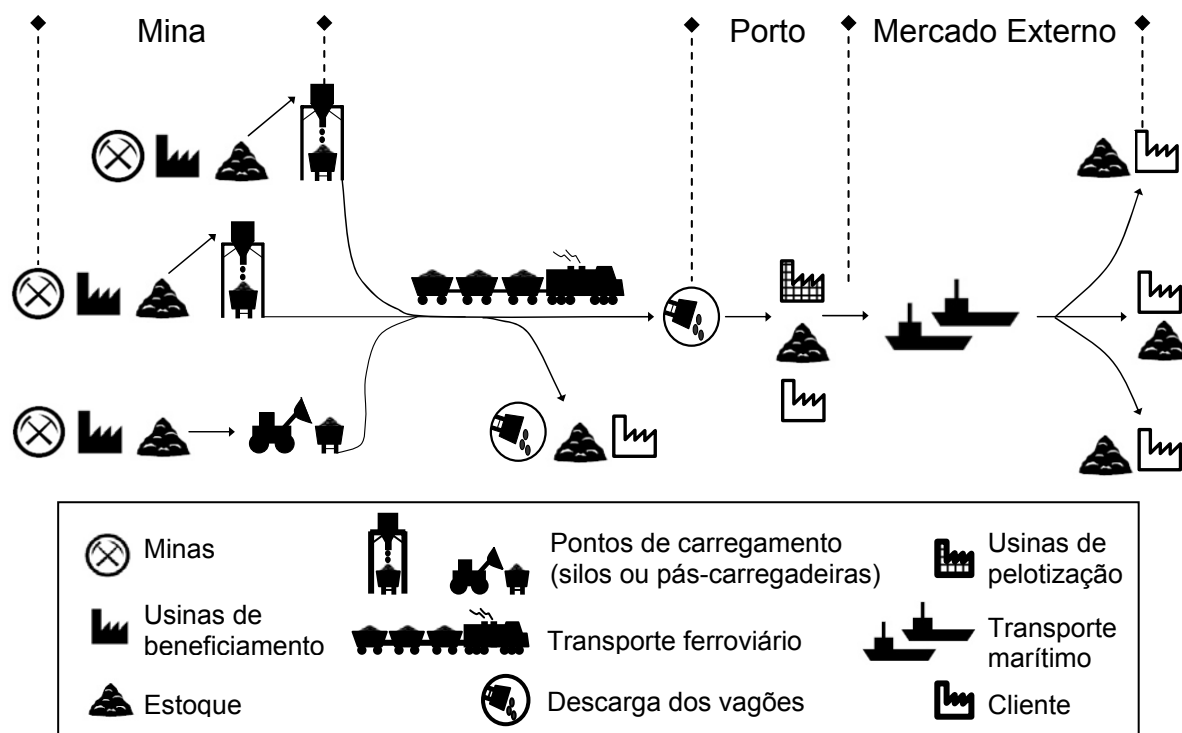 Mina
Porto
Mercado Externo
Minas
Pontos de carregamento
(silos ou pás-carregadeiras)
Usinas de
pelotização
Usinas de
beneficiamento
Transporte ferroviário
Transporte
marítimo
Estoque
Descarga dos vagões
Cliente